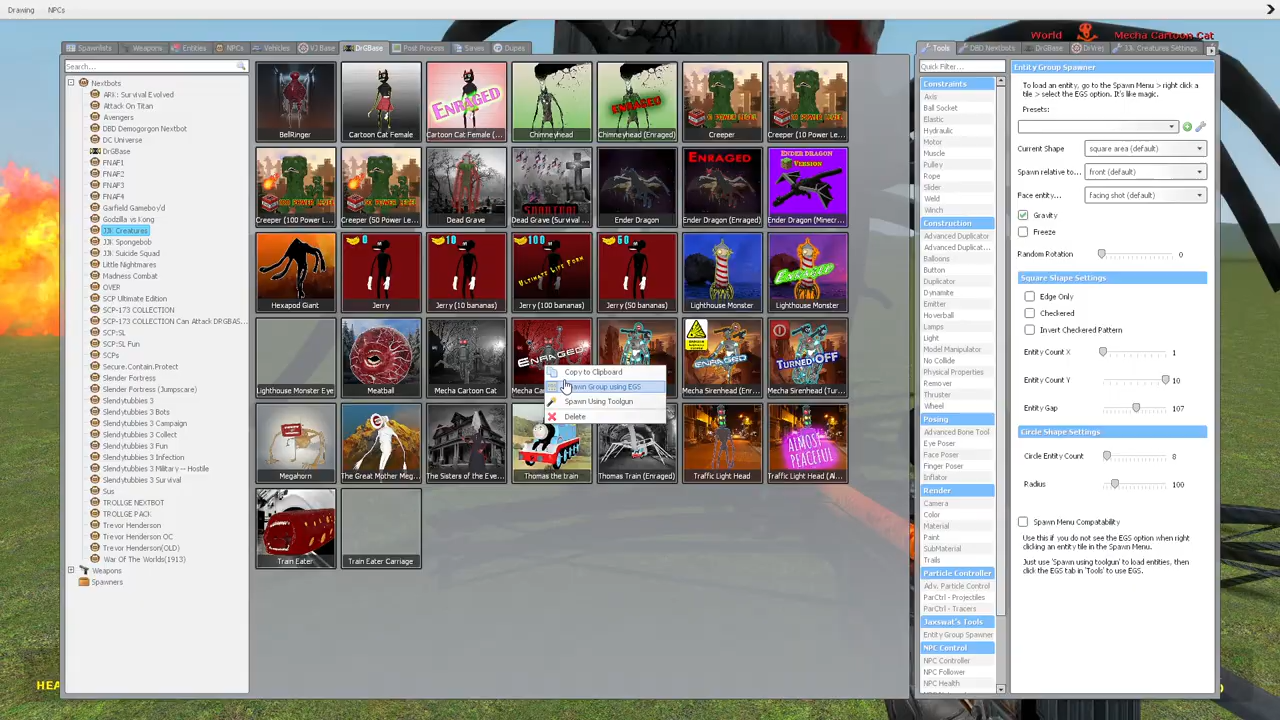 Drawing NPCs
World Mecha Cartoon Cat
Spawnlists Weapons Entities NPCs Vehicles VJ Base DrGBase Post Process Saves Dupes
Tools DBD Nextbots DrGBase JJk Creatures Settings
Search...
Nextbots
ARK: Survival Evolved
Attack On Titan
Avengers
DBD Demogorgon Nextbot
DC Universe
DrGBase
FNAF1
FNAF2
FNAF3
FNAF4
Garfield Gameboy'd
Godzilla vs Kong
JJk Creatures
JJk Spongebob
JJk Suicide Squad
Little Nightmares
Madness Combat
OVER
SCP Ultimate Edition
SCP-173 COLLECTION
SCP-173 COLLECTION Can Attack DRGBAS...
SCP:SL
SCP:SL Fun
SCPs
Secure.Contain.Protect
Slender Fortress
Slender Fortress (Jumpscare)
Slendytubbies 3
Slendytubbies 3 Bots
Slendytubbies 3 Campaign
Slendytubbies 3 Collect
Slendytubbies 3 Fun
Slendytubbies 3 Infection
Slendytubbies 3 Military -- Hostile
Slendytubbies 3 Survival
Sus
TROLLGE NEXTBOT
TROLLGE PACK
Trevor Henderson
Trevor Henderson OC
Trevor Henderson(OLD)
War Of The Worlds(1913)
Weapons
Spawners
ENRAGED ENRAGED
BellRinger Cartoon Cat Female Cartoon Cat Female (... Chimneyhead Chimneyhead (Enraged) Creeper Creeper (10 Power Le...
ENRAGED ENDER DRAGON VERSION
SURVIVAL
Creeper (100 Power L... Creeper (50 Power Le... Dead Grave Dead Grave (Survival ... Ender Dragon Ender Dragon (Enraged) Ender Dragon (Minecr...
0 10 100 50
ULTIMATE LIFE FORM ENRAGED
Hexapod Giant Jerry Jerry (10 bananas) Jerry (100 bananas) Jerry (50 bananas) Lighthouse Monster Lighthouse Monster
ENRAGED ENRAGED TURNED OFF
Lighthouse Monster Eye Meatball Mecha Cartoon Cat Mecha Ca Mecha Sirenhead (Enr... Mecha Sirenhead (Tur...
Copy to Clipboard
Group using EGS
Spawn Using Toolgun
Delete
ALMOST PEACEFUL
Megahorn The Great Mother Meg... The Sisters of the Eve... Thomas the train Thomas Train (Enraged) Traffic Light Head Traffic Light Head (Al...
Train Eater Train Eater Carriage
Quick Filter...
Constraints
Axis
Ball Socket
Elastic
Hydraulic
Motor
Muscle
Pulley
Rope
Slider
Weld
Winch
Construction
Advanced Duplicator
Advanced Duplicat...
Balloons
Button
Duplicator
Dynamite
Emitter
Hoverball
Lamps
Light
Model Manipulator
No Collide
Physical Properties
Remover
Thruster
Wheel
Posing
Advanced Bone Tool
Eye Poser
Face Poser
Finger Poser
Inflator
Render
Camera
Color
Material
Paint
SubMaterial
Trails
Particle Controller
Adv. Particle Control
ParCtrl - Projectiles
ParCtrl - Tracers
Jaxswat's Tools
Entity Group Spawner
NPC Control
NPC Controller
NPC Follower
NPC Health
Entity Group Spawner
To load an entity, go to the Spawn Menu > right click a
tile > select the EGS option. It's like magic.
Presets:
Current Shape square area (default)
Spawn relative to... front (default)
Face entity... facing shot (default)
Gravity
Freeze
Random Rotation 0
Square Shape Settings
Edge Only
Checkered
Invert Checkered Pattern
Entity Count X 1
Entity Count Y 10
Entity Gap 107
Circle Shape Settings
Circle Entity Count 8
Radius 100
Spawn Menu Compatability
Use this if you do not see the EGS option when right
clicking an entity tile in the Spawn Menu.
Just use 'Spawn using toolgun' to load entities, then
click the EGS tab in 'Tools' to use EGS.